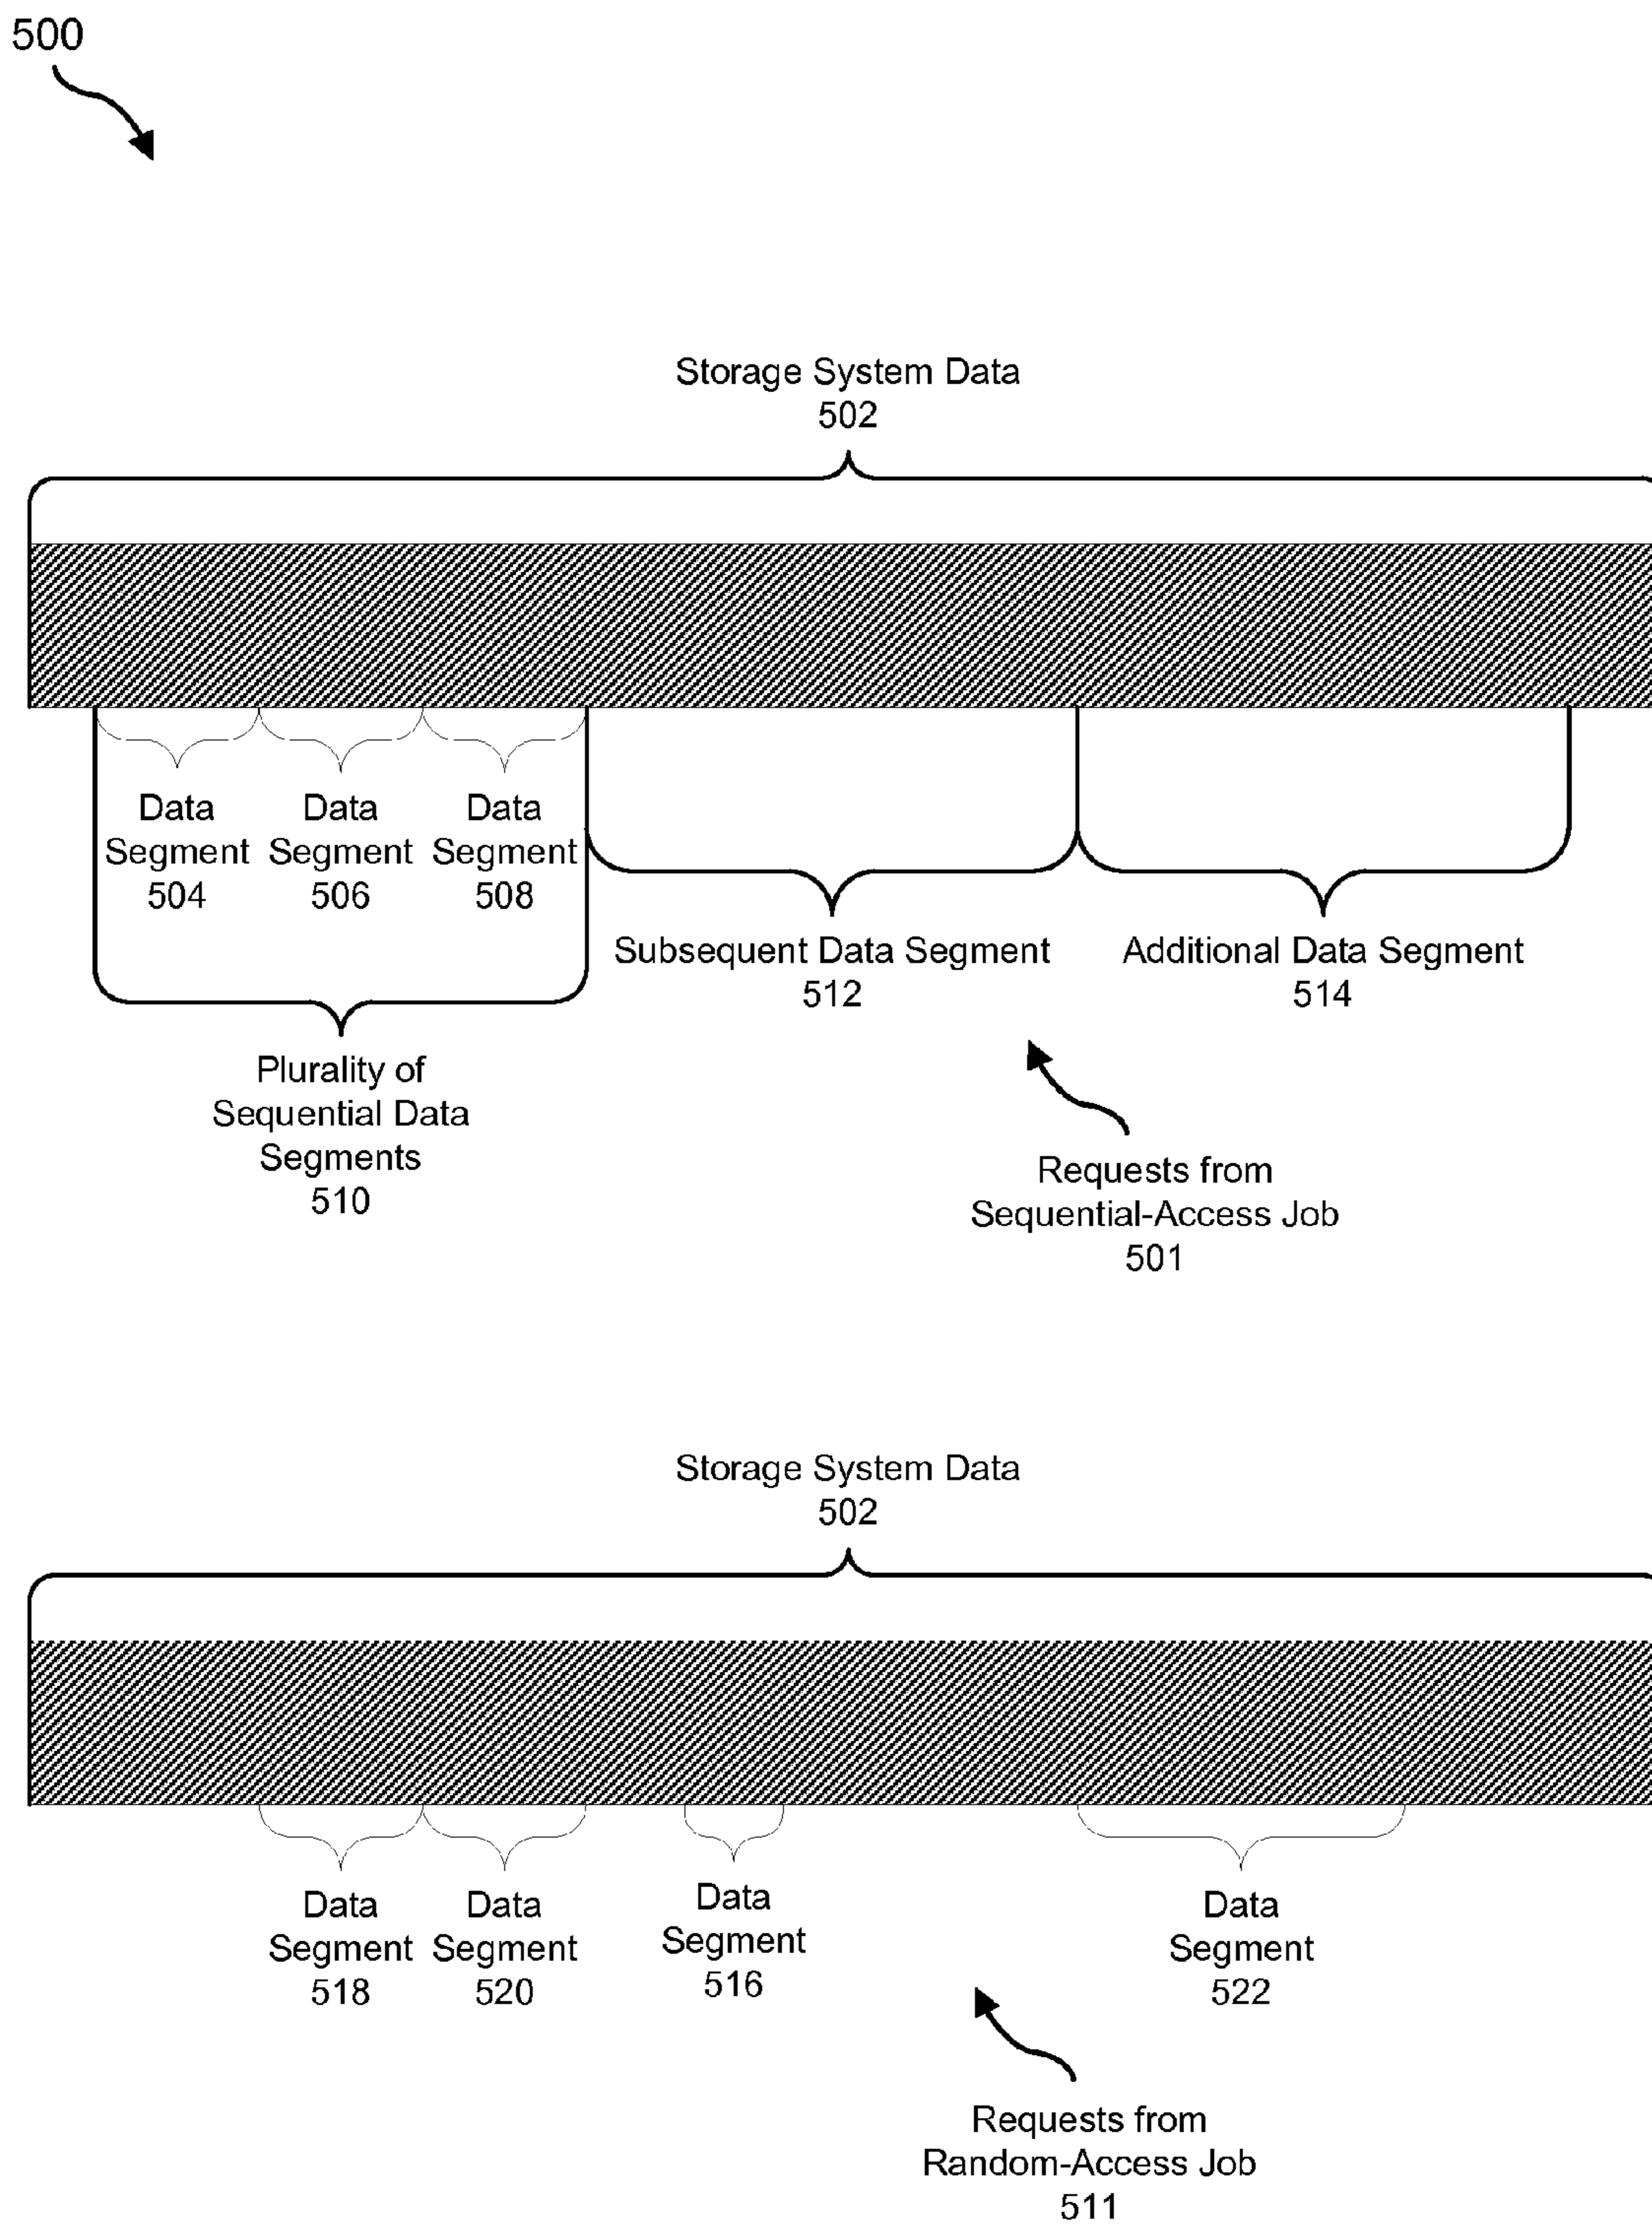 500
Storage System Data
502
Data
Segment
504
Data
Segment
506
Data
Segment
508
Subsequent Data Segment
512
Additional Data Segment
514
Plurality of
Sequential Data
Segments
510
Requests from
Sequential-Access Job
501
Storage System Data
502
Data
Segment
518
Data
Segment
520
Data
Segment
516
Data
Segment
522
Requests from
Random-Access Job
511